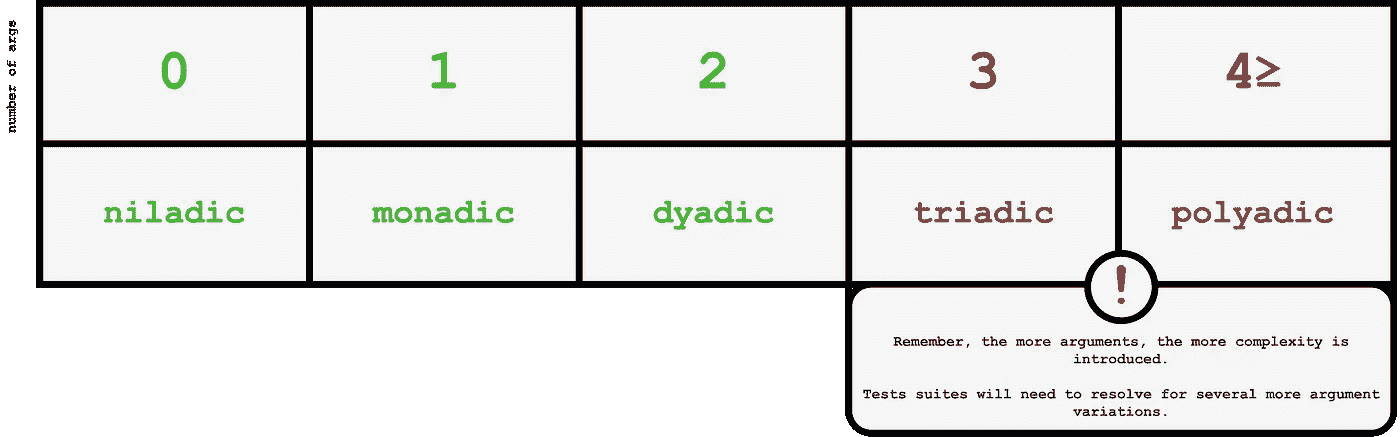 number of args
0 1 2 3 4≥
niladic monadic dyadic triadic polyadic
!
Remember, the more arguments, the more complexity is
introduced.
Tests suites will need to resolve for several more argument
variations.